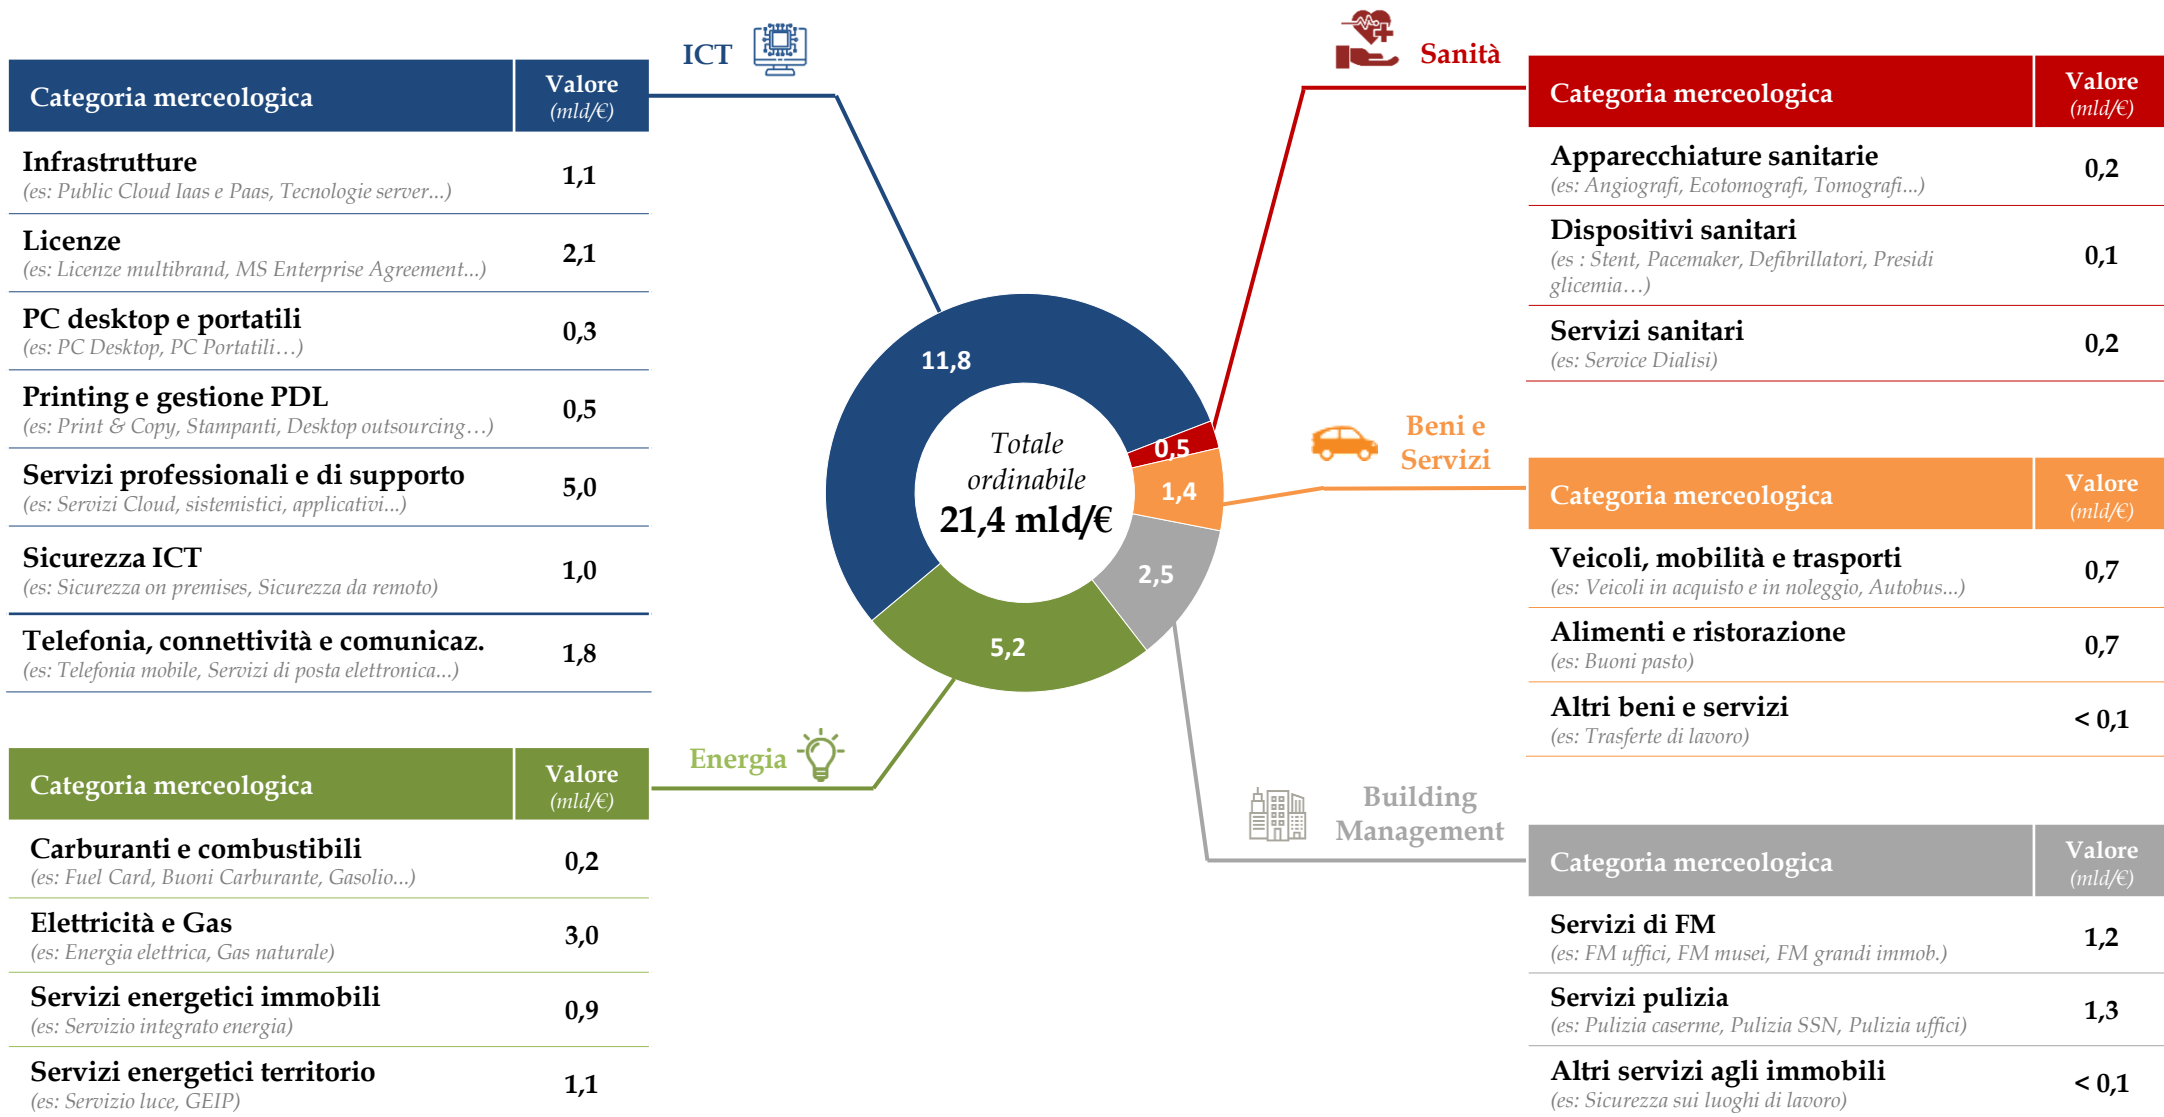 ICT
Categoria merceologica
Valore
(mld/€)
Infrastrutture
(es: Public Cloud Iaas e Paas, Tecnologie server...)
1,1
Licenze
(es: Licenze multibrand, MS Enterprise Agreement...)
2,1
PC desktop e portatili
(es: PC Desktop, PC Portatili…)
0,3
Printing e gestione PDL
(es: Print & Copy, Stampanti, Desktop outsourcing…)
0,5
Servizi professionali e di supporto
(es: Servizi Cloud, sistemistici, applicativi...)
5,0
Sicurezza ICT
(es: Sicurezza on premises, Sicurezza da remoto)
1,0
Telefonia, connettività e comunicaz.
(es: Telefonia mobile, Servizi di posta elettronica...)
1,8
Energia
Categoria merceologica
Valore
(mld/€)
Carburanti e combustibili
(es: Fuel Card, Buoni Carburante, Gasolio...)
0,2
Elettricità e Gas
(es: Energia elettrica, Gas naturale)
3,0
Servizi energetici immobili
(es: Servizio integrato energia)
0,9
Servizi energetici territorio
(es: Servizio luce, GEIP)
1,1
11,8
0,5
1,4
2,5
5,2
Totale
ordinabile
21,4 mld/€
Sanità
Categoria merceologica
Valore
(mld/€)
Apparecchiature sanitarie
(es: Angiografi, Ecotomografi, Tomografi...)
0,2
Dispositivi sanitari
(es : Stent, Pacemaker, Defibrillatori, Presidi
glicemia…)
0,1
Servizi sanitari
(es: Service Dialisi)
0,2
Beni e
Servizi
Categoria merceologica
Valore
(mld/€)
Veicoli, mobilità e trasporti
(es: Veicoli in acquisto e in noleggio, Autobus...)
0,7
Alimenti e ristorazione
(es: Buoni pasto)
0,7
Altri beni e servizi
(es: Trasferte di lavoro)
< 0,1
Building
Management
Categoria merceologica
Valore
(mld/€)
Servizi di FM
(es: FM uffici, FM musei, FM grandi immob.)
1,2
Servizi pulizia
(es: Pulizia caserme, Pulizia SSN, Pulizia uffici)
1,3
Altri servizi agli immobili
(es: Sicurezza sui luoghi di lavoro)
< 0,1